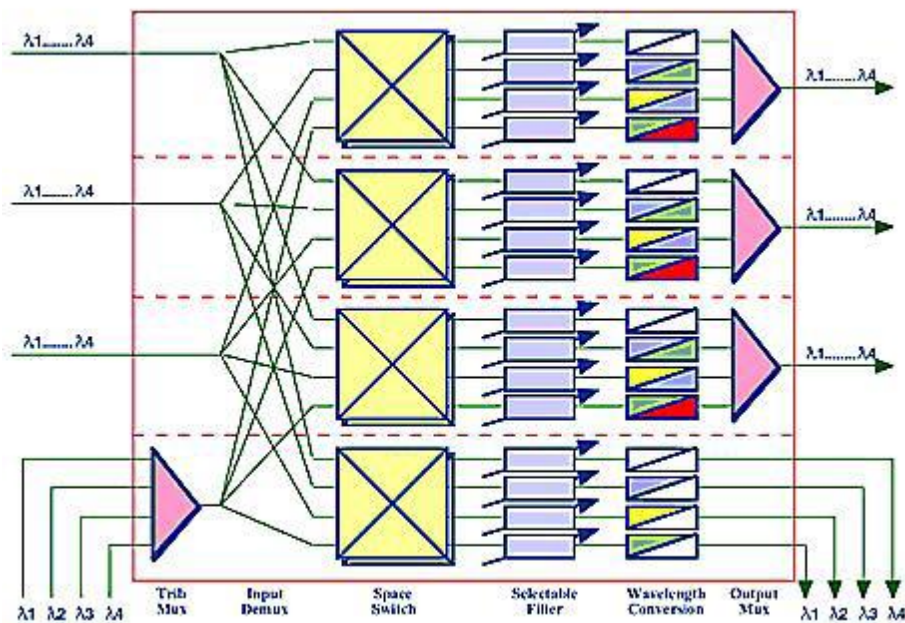 λ1........λ4
λ1........λ4
λ1........λ4
λ1........λ4
λ1........λ4
λ1........λ4
λ1 λ2 λ3 λ4
Trib Mux
Input Demux
Space Switch
Selectable Filter
Wavelength Conversion
Output Mux
λ1 λ2 λ3 λ4